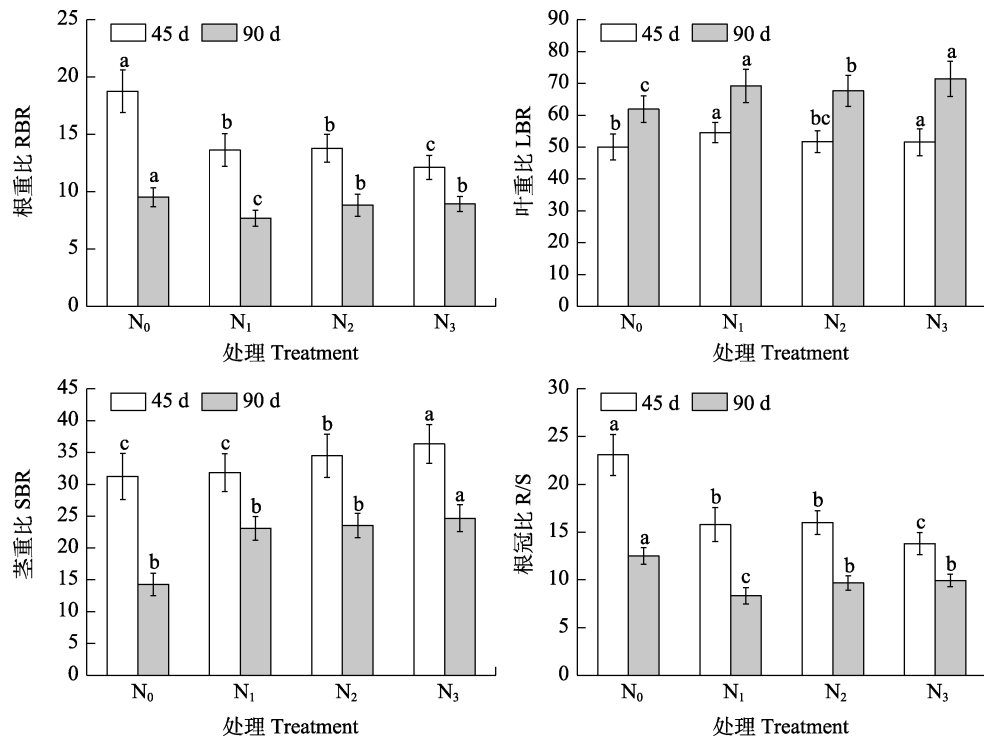 根重比 RBR
45 d 90 d
25
20
15
10
5
0
a
a
b
c
b
b
c
b
N₀ N₁ N₂ N₃
处理 Treatment
叶重比 LBR
45 d 90 d
90
80
70
60
50
40
30
20
10
0
b
c
a
a
bc
b
a
a
N₀ N₁ N₂ N₃
处理 Treatment
茎重比 SBR
45 d 90 d
45
40
35
30
25
20
15
10
5
0
c
b
c
b
b
b
a
a
N₀ N₁ N₂ N₃
处理 Treatment
根冠比 R/S
45 d 90 d
30
25
20
15
10
5
0
a
a
b
c
b
b
c
b
N₀ N₁ N₂ N₃
处理 Treatment